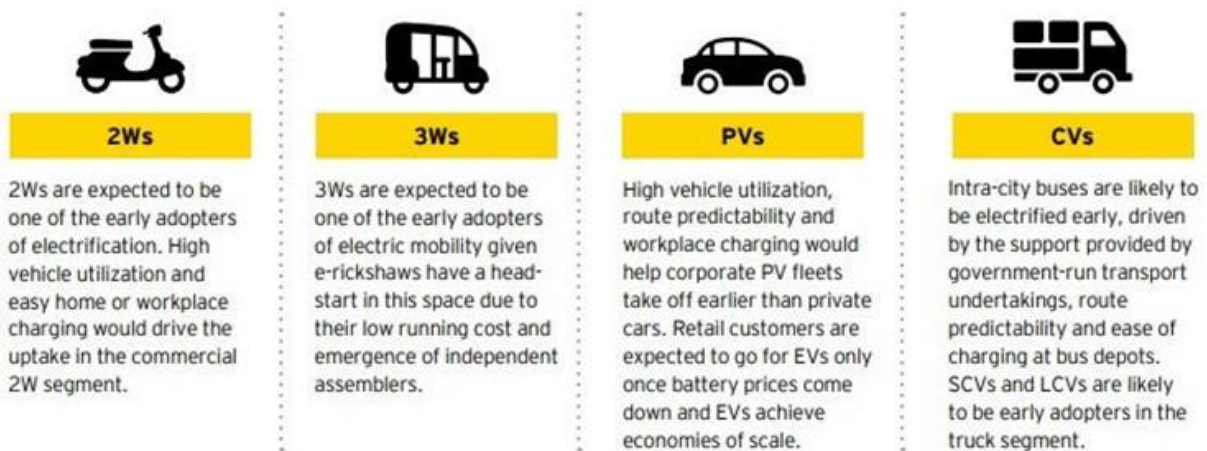 2Ws
2Ws are expected to be
one of the early adopters
of electrification. High
vehicle utilization and
easy home or workplace
charging would drive the
uptake in the commercial
2W segment.
3Ws
3Ws are expected to be
one of the early adopters
of electric mobility given
e-rickshaws have a head-
start in this space due to
their low running cost and
emergence of independent
assemblers.
PVs
High vehicle utilization,
route predictability and
workplace charging would
help corporate PV fleets
take off earlier than private
cars. Retail customers are
expected to go for EVs only
once battery prices come
down and EVs achieve
economies of scale.
CVs
Intra-city buses are likely to
be electrified early, driven
by the support provided by
government-run transport
undertakings, route
predictability and ease of
charging at bus depots.
SCVs and LCVs are likely
to be early adopters in the
truck segment.